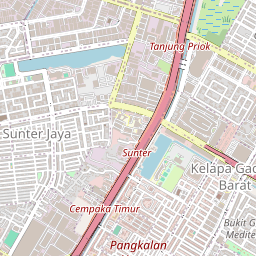 Tanjung Priok
Sunter Jaya
Sunter
Kelapa Gad
Barat
Cempaka Timur
Bukit G
Medite
Pangkalan